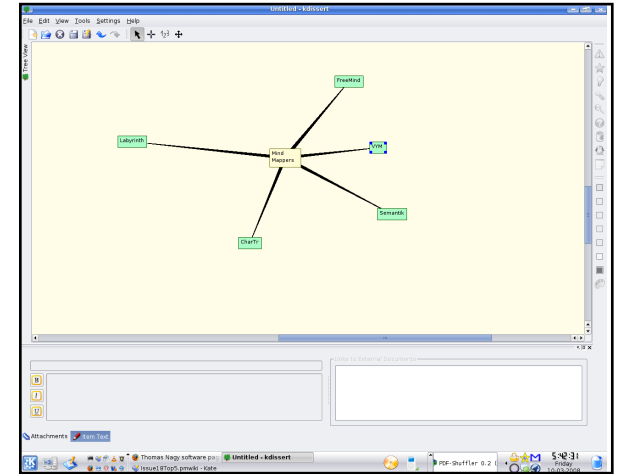 Untitled - kdissert
File Edit View Tools Settings Help
Tree View
FreeMind
Labyrinth
VYM
Mind
Mappers
Semantik
CharTr
Links to External Documents
B
I
U
Attachments Item Text
Thomas Nagy software pag Untitled - kdissert
Issue18Top5.pmwiki - Kate
PDF-Shuffler 0.2 (
5:42:31
Friday
10.03.2008